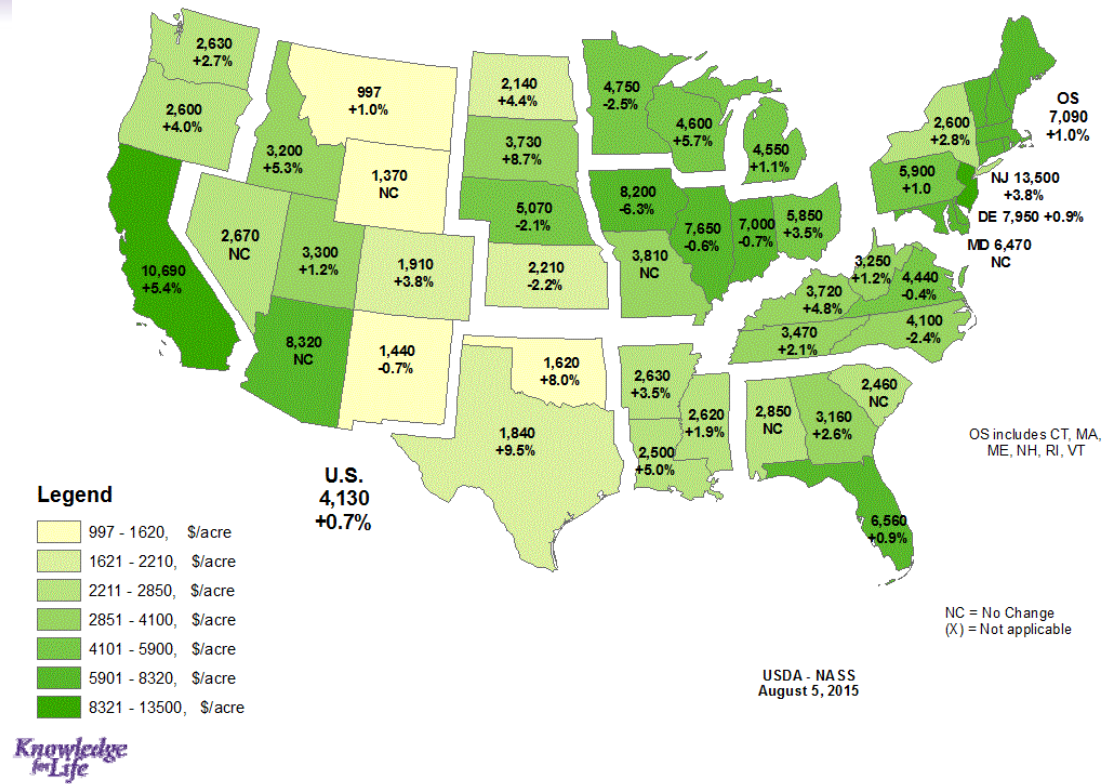 2,630
+2.7%
2,600
+4.0%
10,690
+5.4%
2,670
NC
3,200
+5.3%
997
+1.0%
1,370
NC
3,300
+1.2%
1,910
+3.8%
8,320
NC
1,440
-0.7%
2,140
+4.4%
3,730
+8.7%
5,070
-2.1%
2,210
-2.2%
1,620
+8.0%
1,840
+9.5%
4,750
-2.5%
8,200
-6.3%
3,810
NC
2,630
+3.5%
2,500
+5.0%
4,600
+5.7%
4,550
+1.1%
7,650
-0.6%
7,000
-0.7%
5,850
+3.5%
3,720
+4.8%
3,470
+2.1%
2,620
+1.9%
2,850
NC
3,160
+2.6%
2,460
NC
6,560
+0.9%
4,100
-2.4%
4,440
-0.4%
3,250
+1.2%
5,900
+1.0
2,600
+2.8%
OS
7,090
+1.0%
NJ 13,500
+3.8%
DE 7,950 +0.9%
MD 6,470
NC
OS includes CT, MA,
ME, NH, RI, VT
U.S.
4,130
+0.7%
Legend
997 - 1620, $/acre
1621 - 2210, $/acre
2211 - 2850, $/acre
2851 - 4100, $/acre
4101 - 5900, $/acre
5901 - 8320, $/acre
8321 - 13500, $/acre
NC = No Change
(X) = Not applicable
USDA - NASS
August 5, 2015
Knowledge
for Life